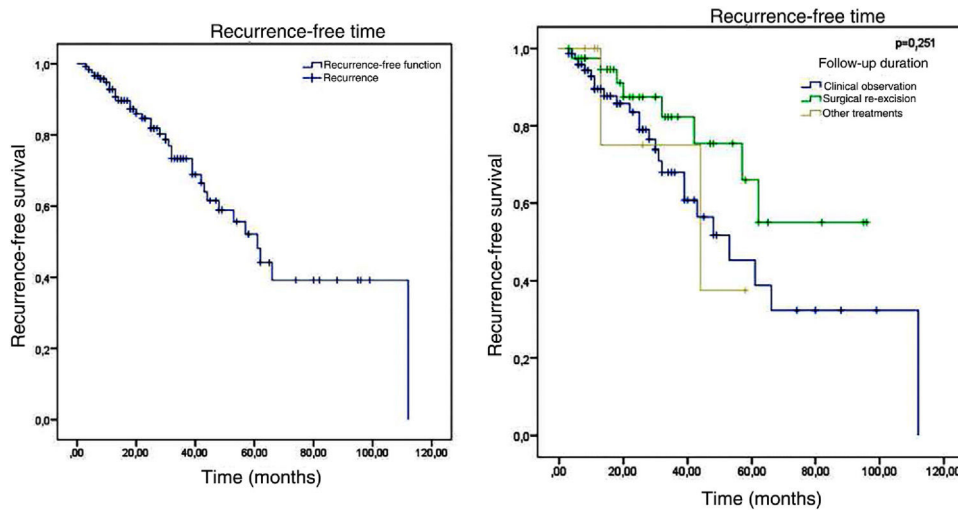 Recurrence-free time
Recurrence-free function
Recurrence
1,0
0,8
0,6
0,4
0,2
0,0
Recurrence-free survival
,00 20,00 40,00 60,00 80,00 100,00 120,00
Time (months)
Recurrence-free time
p=0,251
Follow-up duration
Clinical observation
Surgical re-excision
Other treatments
1,0
0,8
0,6
0,4
0,2
0,0
Recurrence-free survival
,00 20,00 40,00 60,00 80,00 100,00 120,00
Time (months)